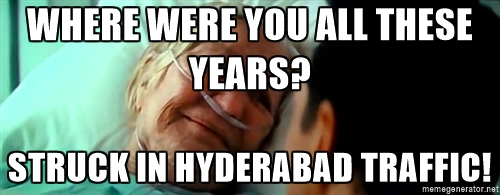 WHERE WERE YOU ALL THESE
YEARS?
STRUCK IN HYDERABAD TRAFFIC!
memegenerator.net